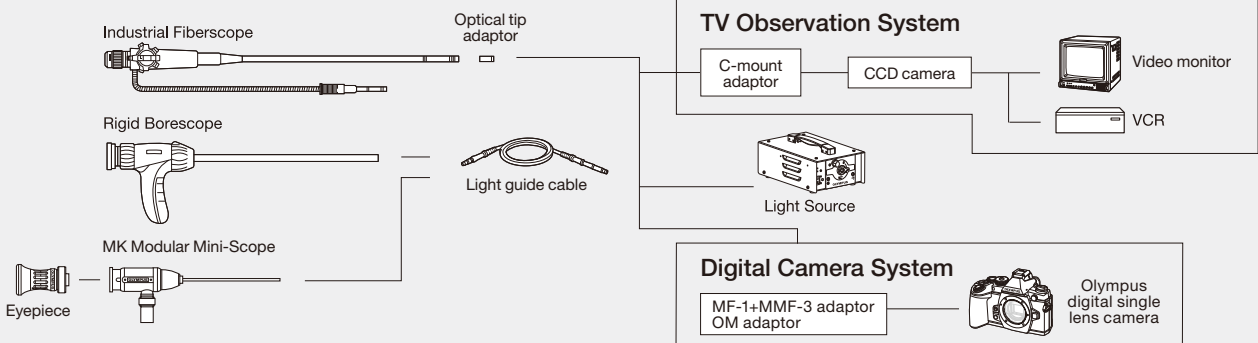 Industrial Fiberscope
Optical tip
adaptor
Rigid Borescope
Light guide cable
MK Modular Mini-Scope
Eyepiece
TV Observation System
C-mount
adaptor
CCD camera
Video monitor
VCR
Light Source
Digital Camera System
MF-1+MMF-3 adaptor
OM adaptor
Olympus
digital single
lens camera